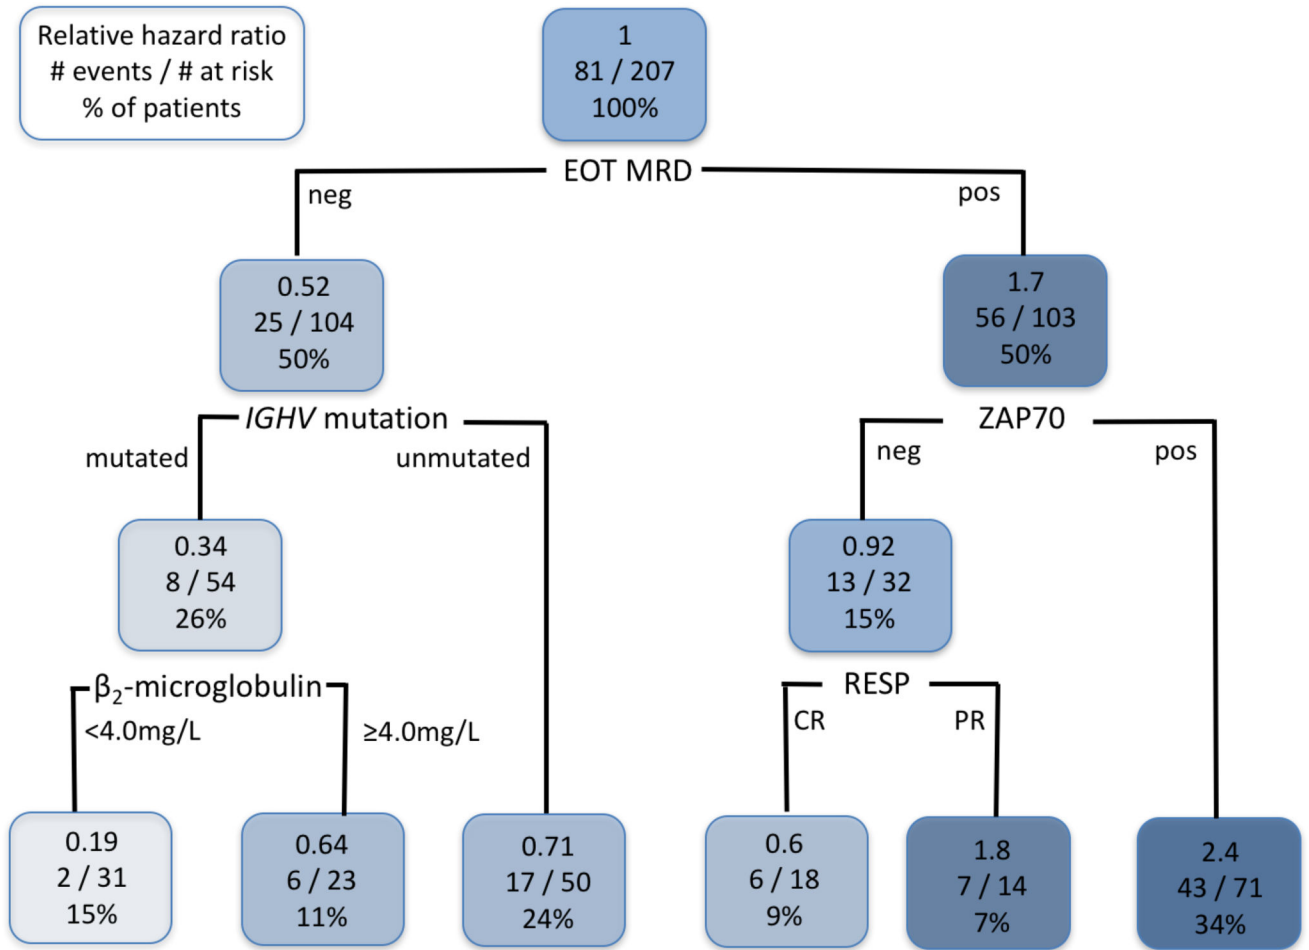 Relative hazard ratio
# events / # at risk
% of patients
1
81 / 207
100%
EOT MRD
neg
pos
0.52
25 / 104
50%
1.7
56 / 103
50%
IGHV mutation
mutated
unmutated
ZAP70
neg
pos
0.34
8 / 54
26%
0.92
13 / 32
15%
β₂-microglobulin
<4.0mg/L
≥4.0mg/L
RESP
CR
PR
0.19
2 / 31
15%
0.64
6 / 23
11%
0.71
17 / 50
24%
0.6
6 / 18
9%
1.8
7 / 14
7%
2.4
43 / 71
34%